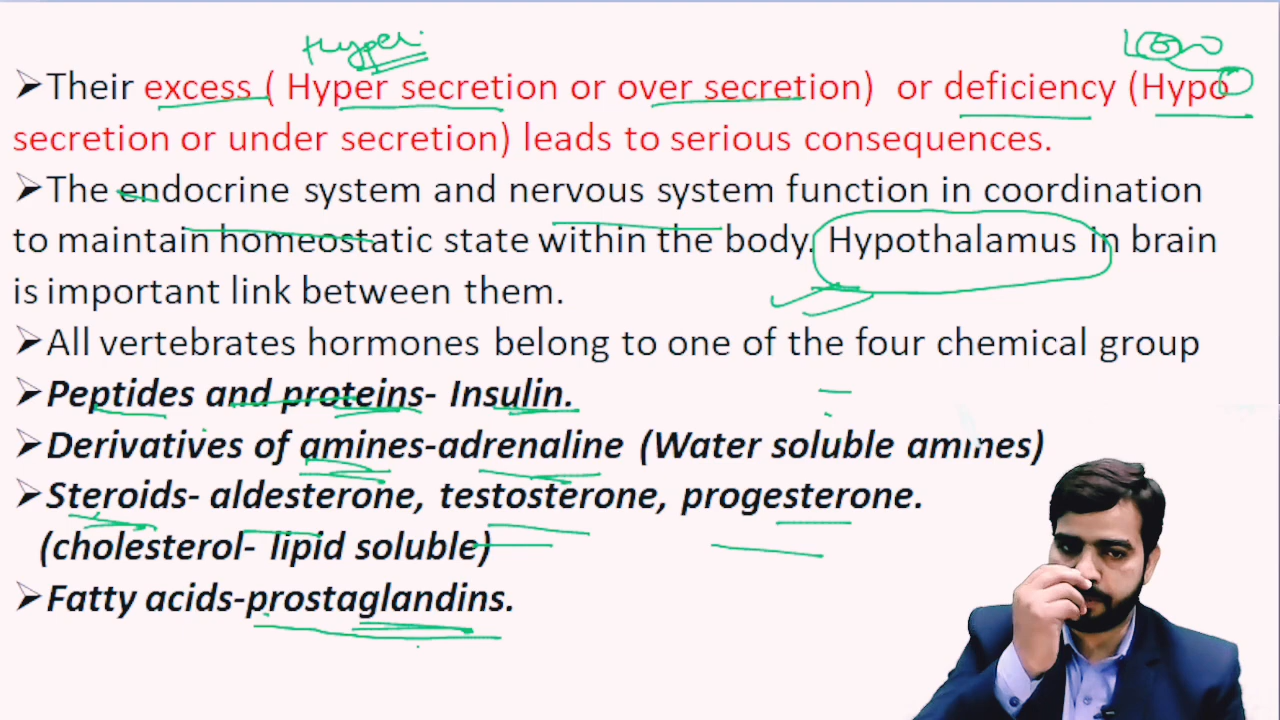 Hyper
➢Their excess ( Hyper secretion or over secretion)  or deficiency (Hypo
secretion or under secretion) leads to serious consequences.
➢The endocrine system and nervous system function in coordination
to maintain homeostatic state within the body. Hypothalamus in brain
is important link between them.
➢All vertebrates hormones belong to one of the four chemical group
➢Peptides and proteins- Insulin.
➢Derivatives of amines-adrenaline (Water soluble amines)
➢Steroids- aldesterone, testosterone, progesterone.
(cholesterol- lipid soluble)
➢Fatty acids-prostaglandins.